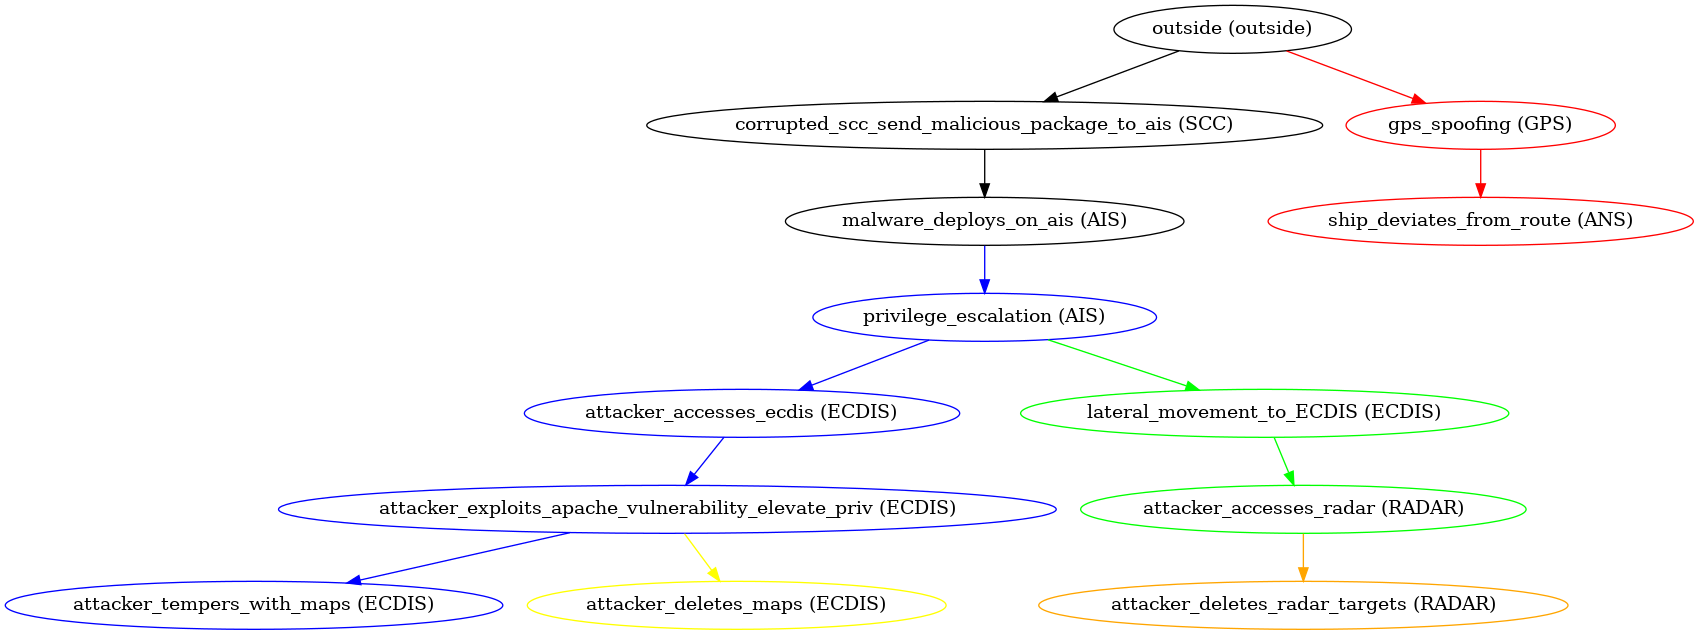 outside (outside)
corrupted_scc_send_malicious_package_to_ais (SCC)
gps_spoofing (GPS)
malware_deploys_on_ais (AIS)
ship_deviates_from_route (ANS)
privilege_escalation (AIS)
attacker_accesses_ecdis (ECDIS)
lateral_movement_to_ECDIS (ECDIS)
attacker_exploits_apache_vulnerability_elevate_priv (ECDIS)
attacker_accesses_radar (RADAR)
attacker_tempers_with_maps (ECDIS)
attacker_deletes_maps (ECDIS)
attacker_deletes_radar_targets (RADAR)